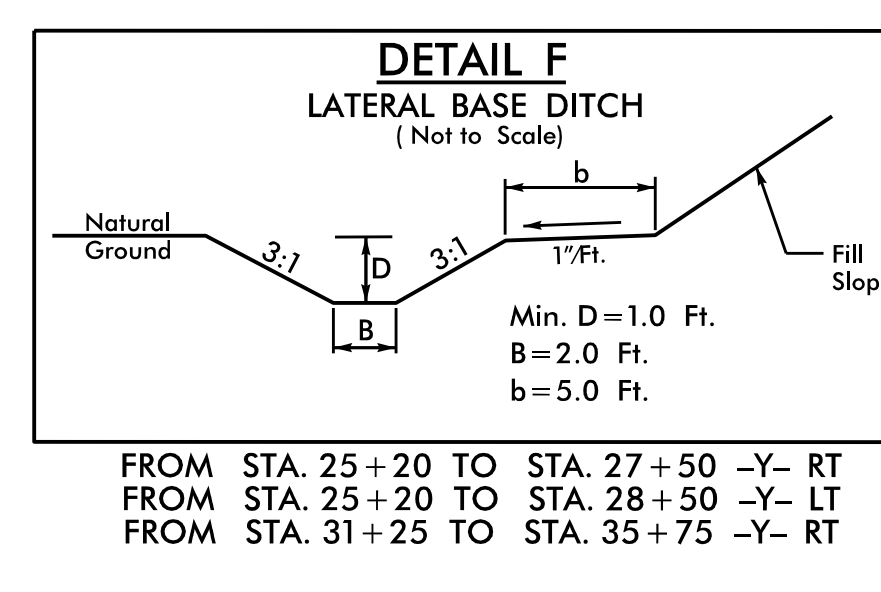 DETAIL F
LATERAL BASE DITCH
( Not to Scale)
b
Natural
Ground
3:1
D
3:1
1"/Ft.
Fill
Slop
B
Min. D=1.0 Ft.
B=2.0 Ft.
b=5.0 Ft.
FROM STA. 25+20 TO STA. 27+50 -Y- RT
FROM STA. 25+20 TO STA. 28+50 -Y- LT
FROM STA. 31+25 TO STA. 35+75 -Y- RT